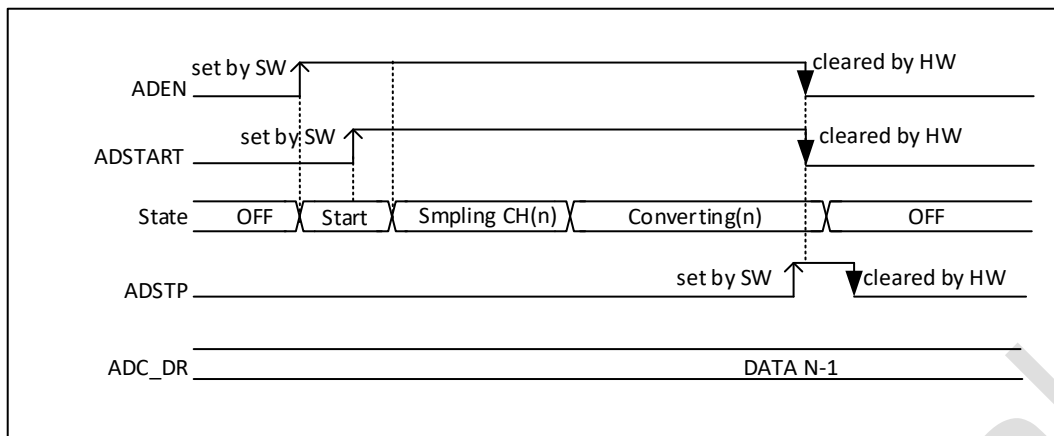 set by SW cleared by HW
ADEN
set by SW cleared by HW
ADSTART
State OFF Start Smpling CH(n) Converting(n) OFF
set by SW cleared by HW
ADSTP
ADC_DR DATA N-1